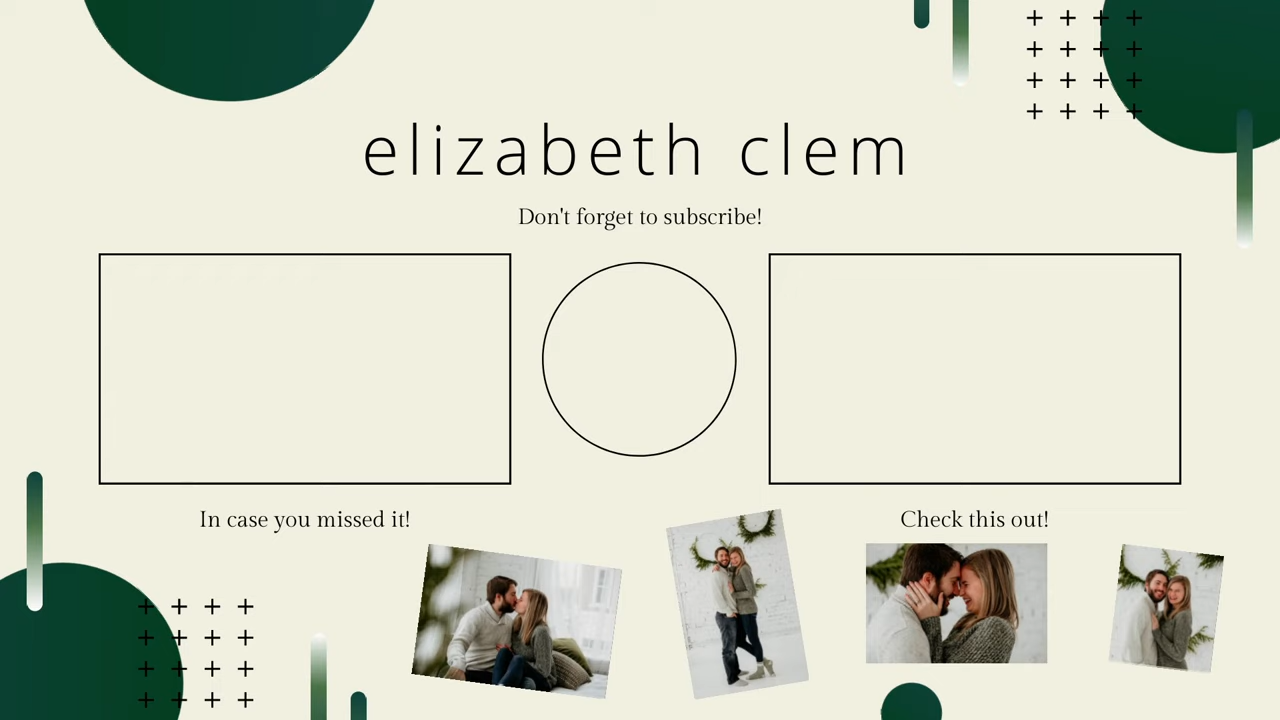 elizabeth clem
Don't forget to subscribe!
In case you missed it!
Check this out!